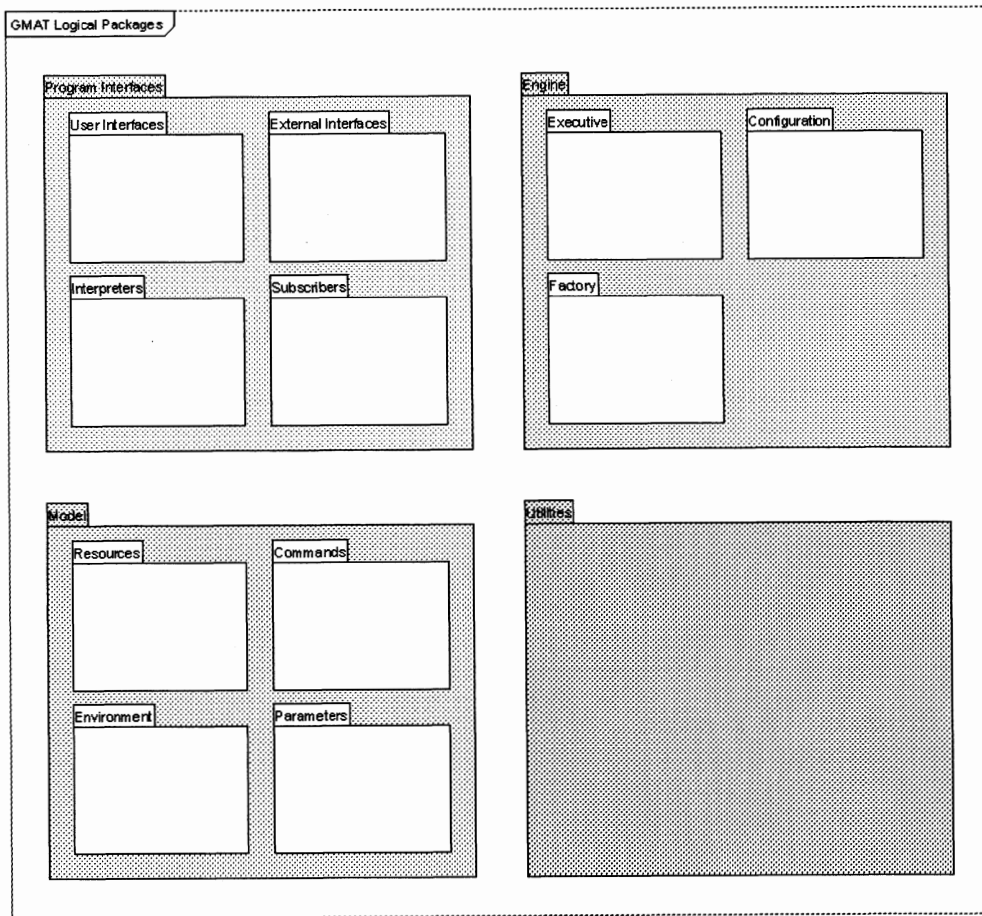 GMAT Logical Packages
Program Interfaces
User Interfaces
External Interfaces
Interpreters
Subscribers
Engine
Executive
Configuration
Factory
Model
Resources
Commands
Environment
Parameters
Utilities